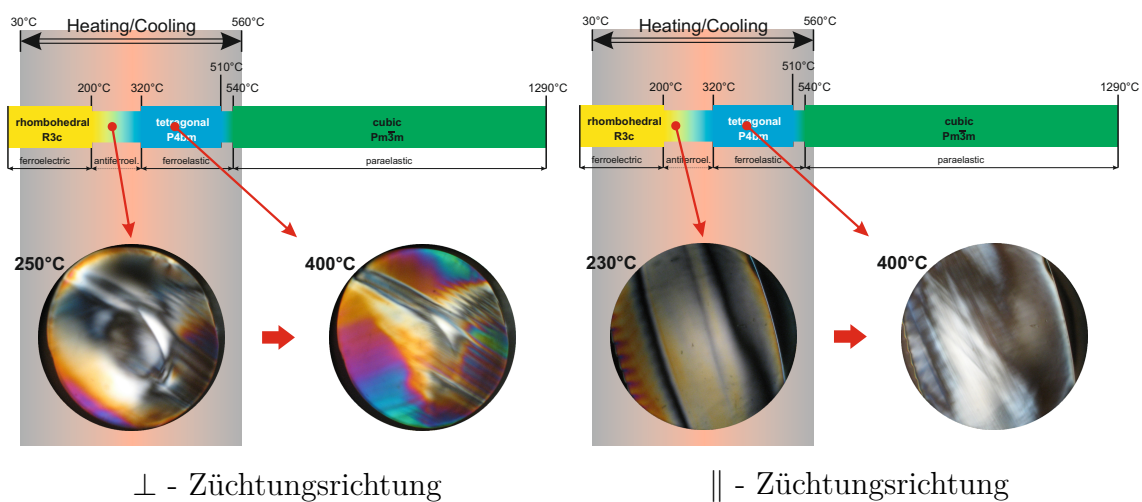 Heating/Cooling
30°C
560°C
510°C
200°C
320°C
540°C
1290°C
rhombohedral
R3c
tetragonal
P4bm
cubic
Pm3̅m
ferroelectric
antiferroel.
ferroelastic
paraelastic
250°C
400°C
⊥ - Züchtungsrichtung
Heating/Cooling
30°C
560°C
510°C
200°C
320°C
540°C
1290°C
rhombohedral
R3c
tetragonal
P4bm
cubic
Pm3̅m
ferroelectric
antiferroel.
ferroelastic
paraelastic
230°C
400°C
∥ - Züchtungsrichtung